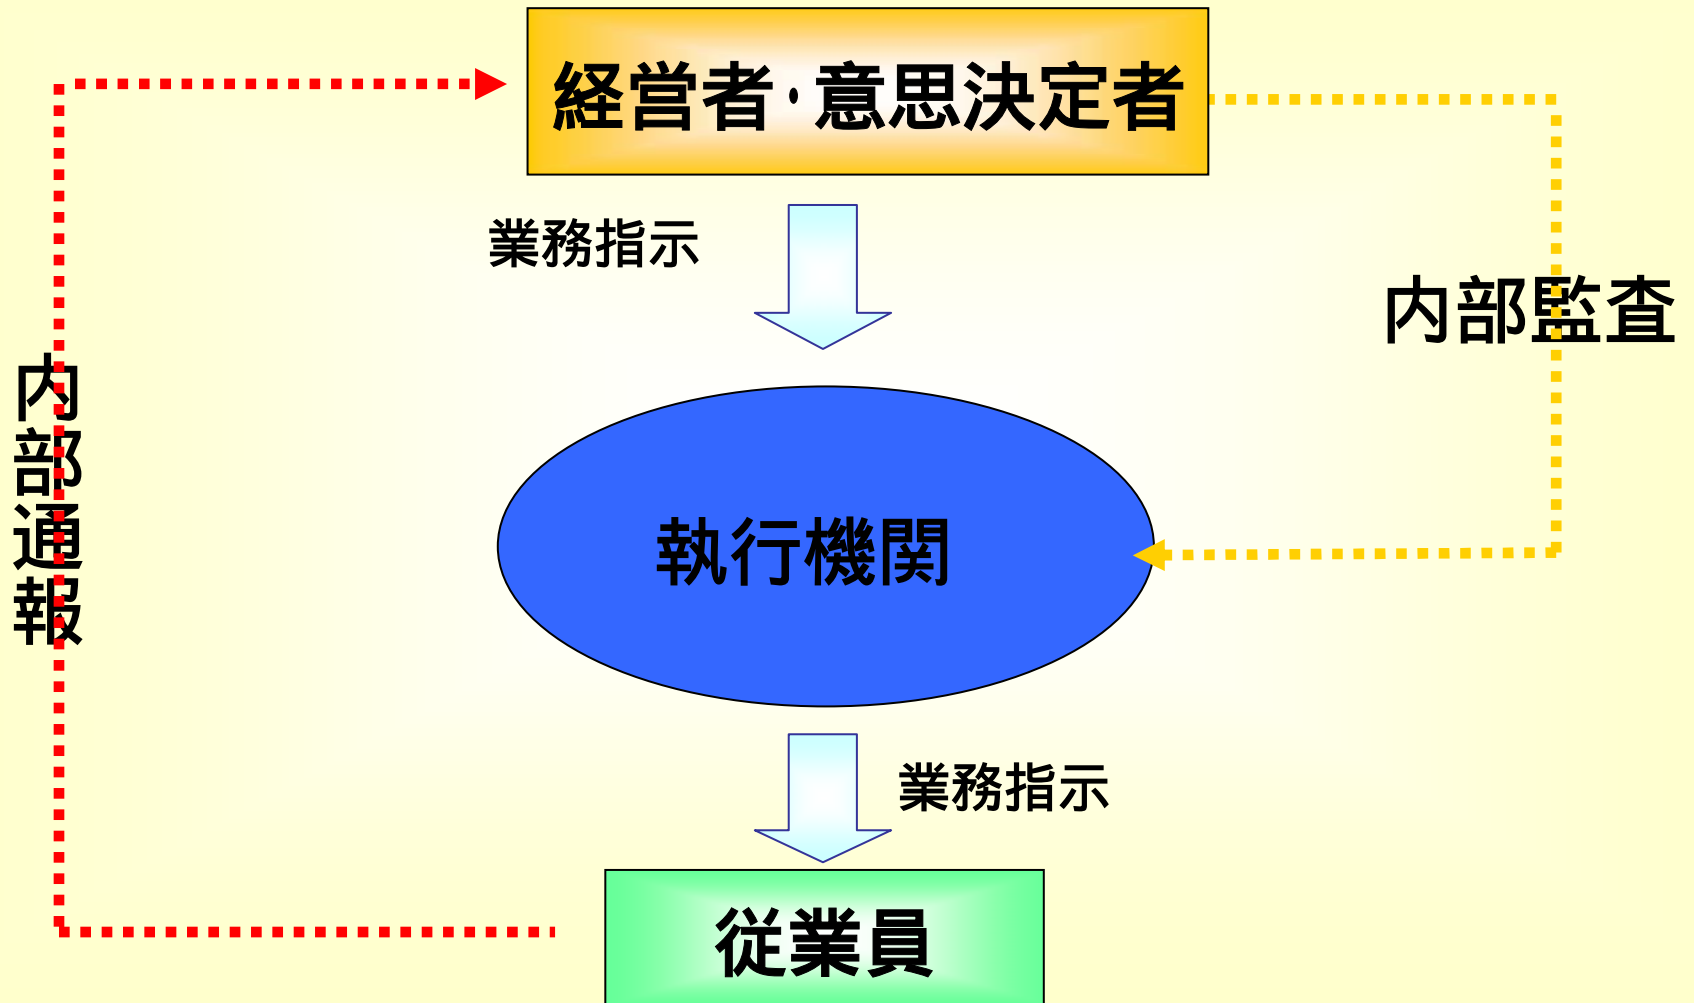 経営者・意思決定者
業務指示
内部監査
内部通報
執行機関
業務指示
従業員